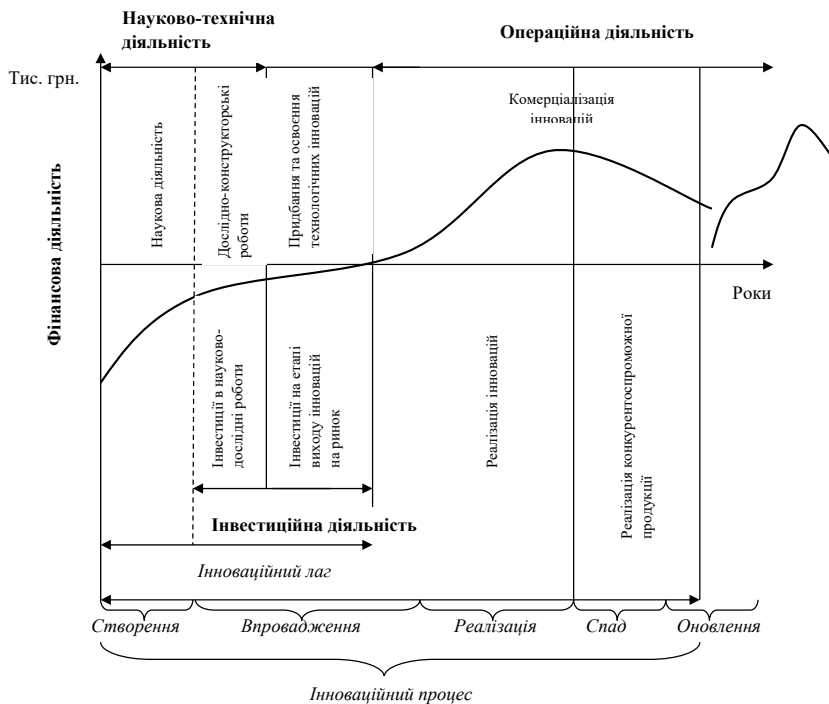 Науково-технічна
діяльність
Операційна діяльність
Тис. грн.
Комерціалізація
інновацій
Фінансова діяльність
Наукова діяльність
Дослідно-конструкторські
роботи
Придбання та освоєння
технологічних інновацій
Роки
Інвестиції в науково-
дослідні роботи
Інвестиції на етапі
виходу інновацій
на ринок
Реалізація інновацій
Реалізація конкурентоспроможної
продукції
Інвестиційна діяльність
Інноваційний лаг
Створення
Впровадження
Реалізація
Спад
Оновлення
Інноваційний процес